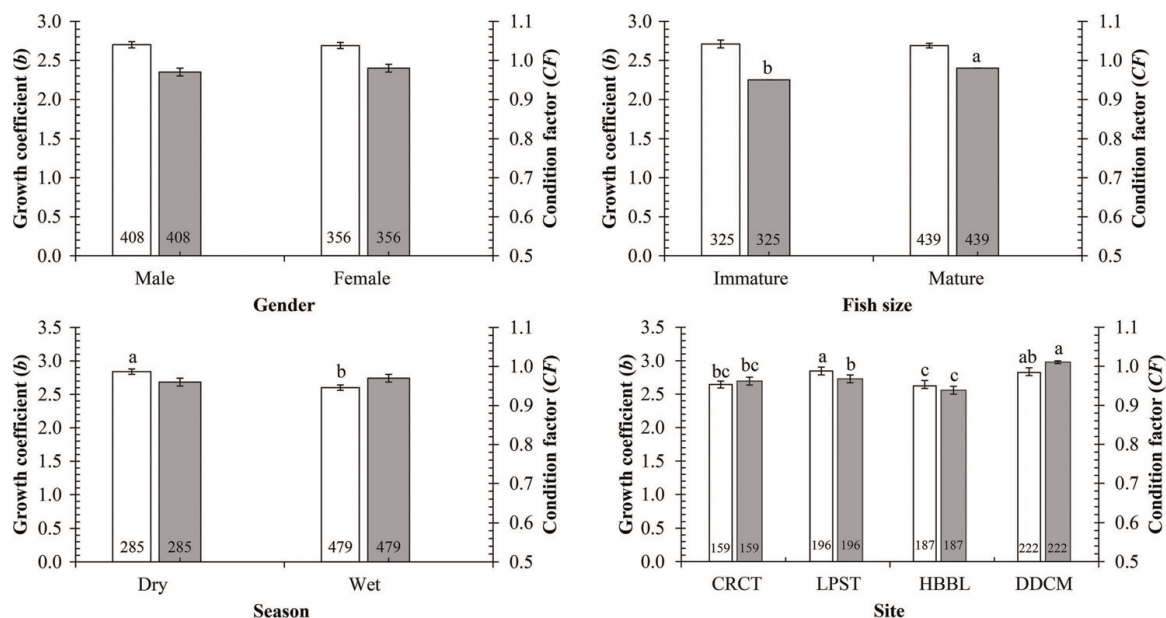 Growth coefficient (b)
3.0
2.5
2.0
1.5
1.0
0.5
0.0
408
408
356
356
Male
Female
Gender
1.1
1.0
0.9
0.8
0.7
0.6
0.5
Condition factor (CF)
Growth coefficient (b)
3.0
2.5
2.0
1.5
1.0
0.5
0.0
b
a
325
325
439
439
Immature
Mature
Fish size
1.1
1.0
0.9
0.8
0.7
0.6
0.5
Condition factor (CF)
Growth coefficient (b)
3.5
3.0
2.5
2.0
1.5
1.0
0.5
0.0
a
b
285
285
479
479
Dry
Wet
Season
1.1
1.0
0.9
0.8
0.7
0.6
0.5
Condition factor (CF)
Growth coefficient (b)
3.5
3.0
2.5
2.0
1.5
1.0
0.5
0.0
bc
bc
a
b
c
c
ab
a
159
159
196
196
187
187
222
222
CRCT
LPST
HBBL
DDCM
Site
1.1
1.0
0.9
0.8
0.7
0.6
0.5
Condition factor (CF)